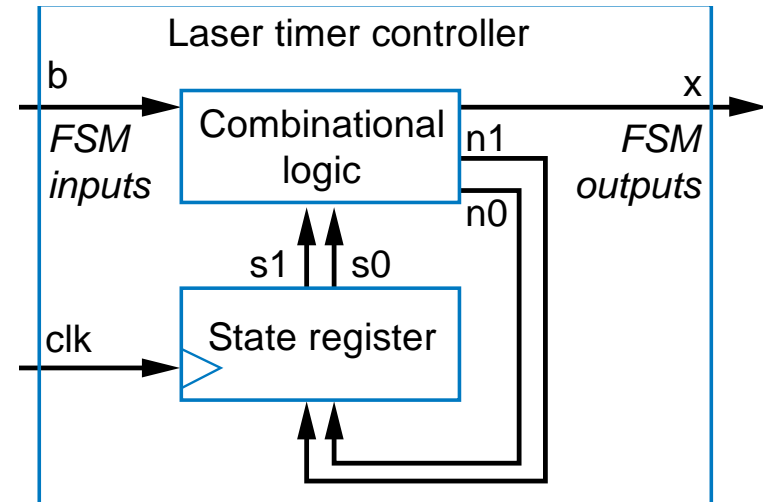 Laser timer controller
b
x
Combinational
logic
n1
n0
FSM
inputs
FSM
outputs
s1
s0
State register
clk